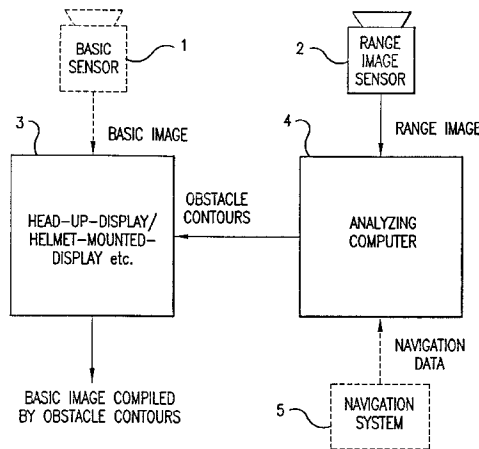 BASIC
SENSOR
1
2
RANGE
IMAGE
SENSOR
3
BASIC IMAGE
4
RANGE IMAGE
HEAD-UP-DISPLAY/
HELMET-MOUNTED-
DISPLAY etc.
OBSTACLE
CONTOURS
ANALYZING
COMPUTER
BASIC IMAGE COMPILED
BY OBSTACLE CONTOURS
NAVIGATION
DATA
5
NAVIGATION
SYSTEM